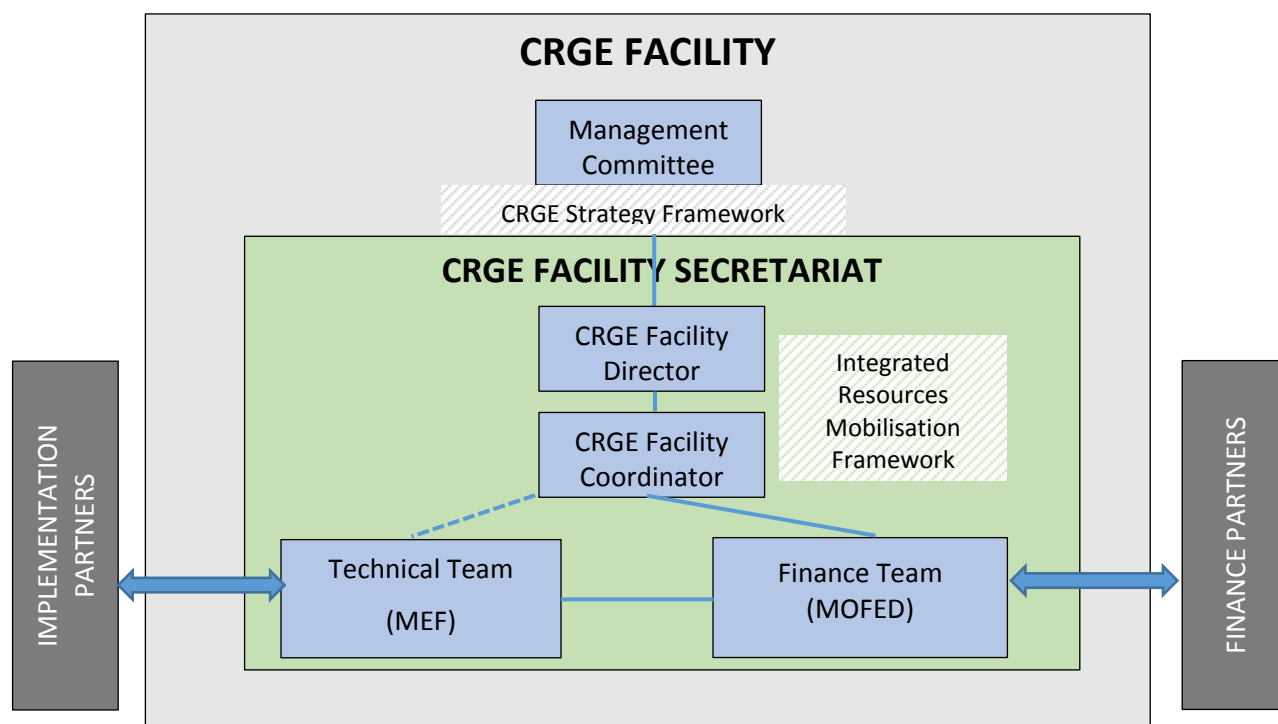 CRGE FACILITY
Management
Committee
CRGE Strategy Framework
CRGE FACILITY SECRETARIAT
CRGE Facility
Director
Integrated
Resources
Mobilisation
Framework
CRGE Facility
Coordinator
Technical Team
(MEF)
Finance Team
(MOFED)
IMPLEMENTATION
PARTNERS
FINANCE PARTNERS